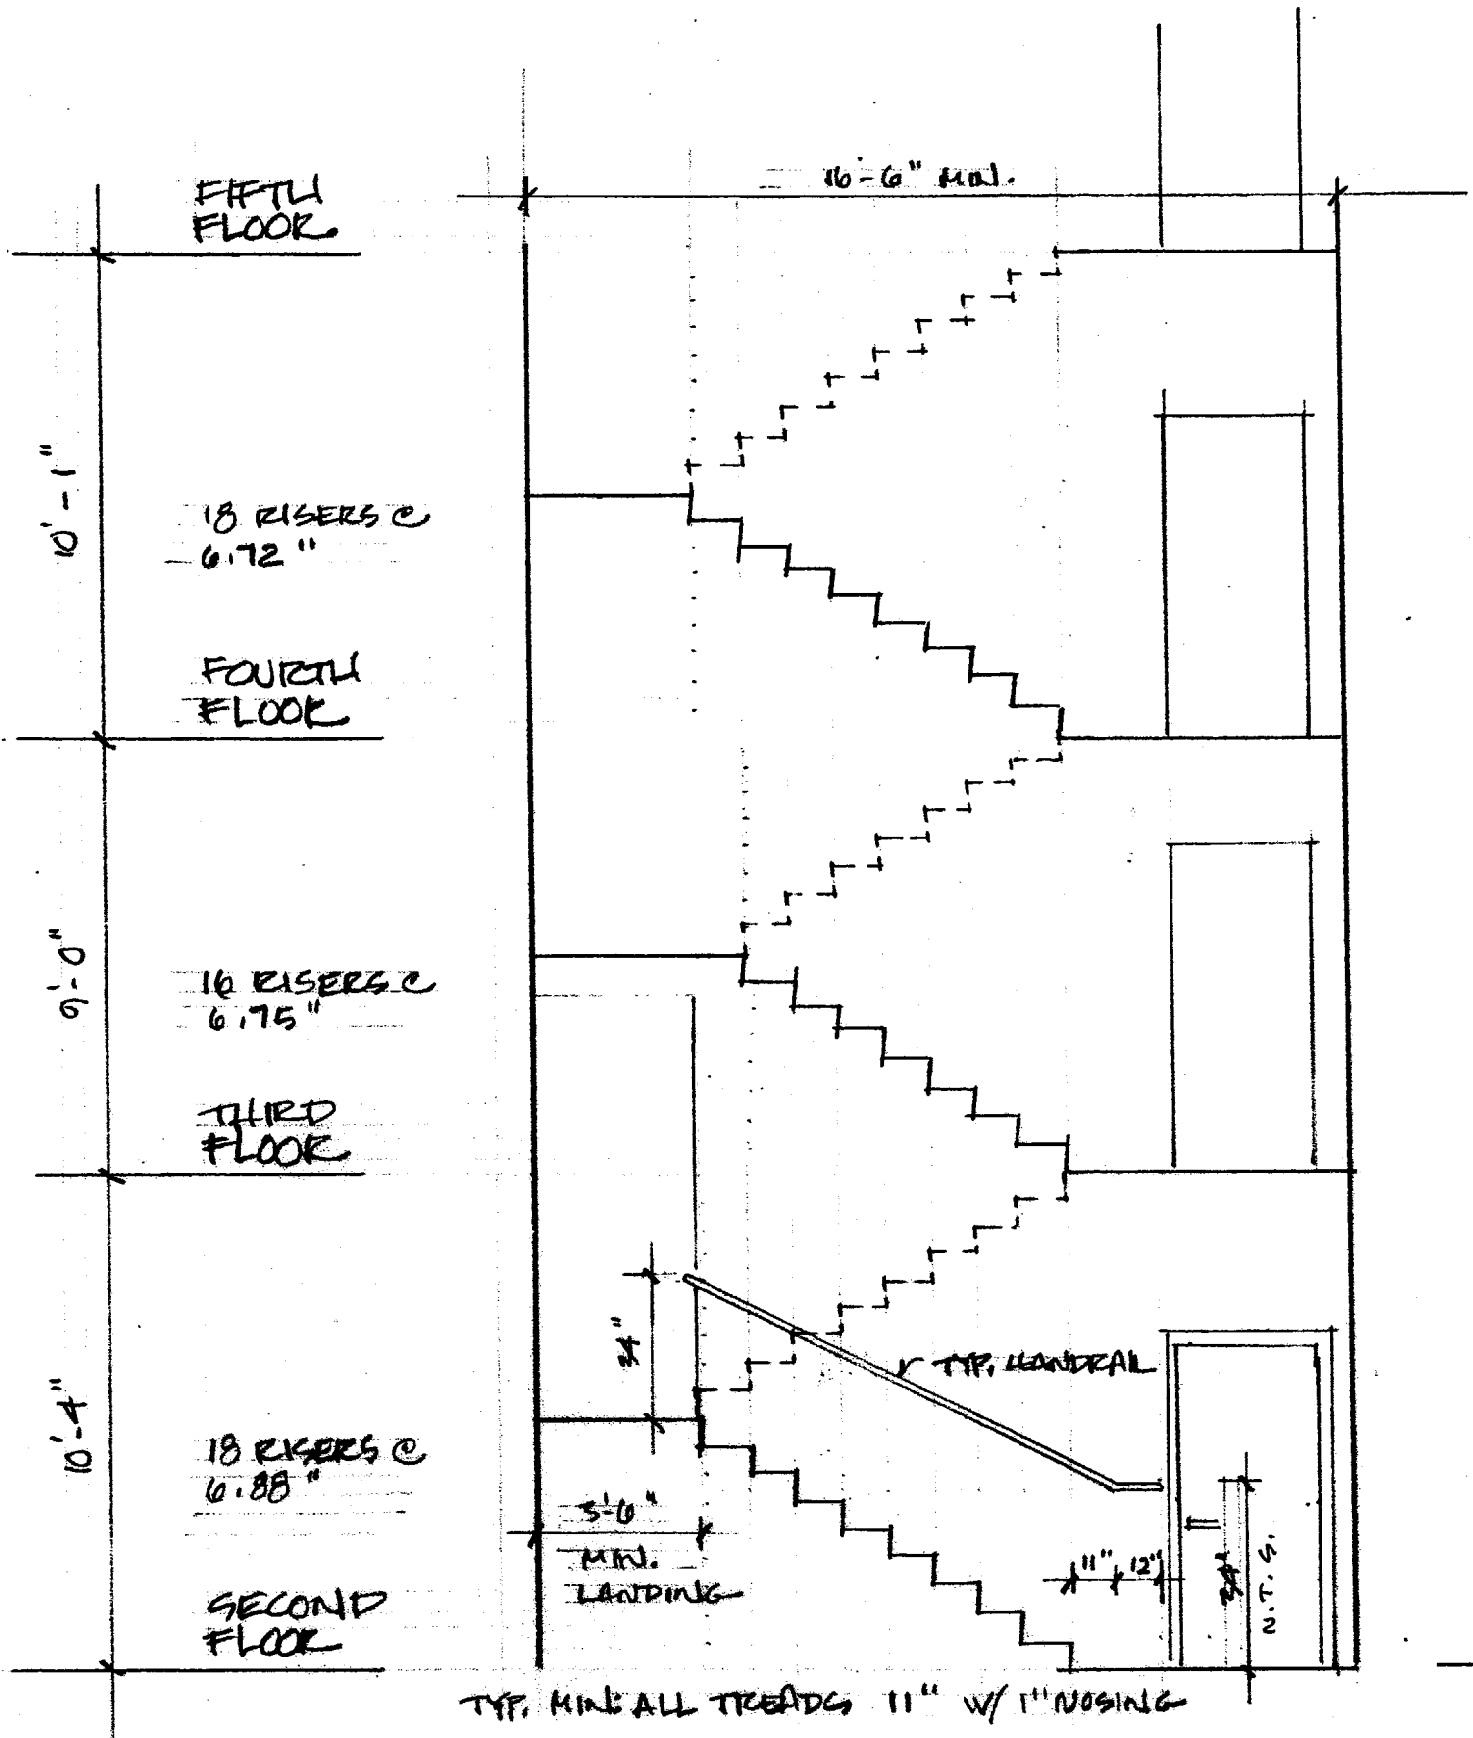 16'-6" MIN.
FIFTH
FLOOR
10'-1"
18 RISERS @
6.72"
FOURTH
FLOOR
9'-0"
16 RISERS @
6.75"
THIRD
FLOOR
34"
TYP. HANDRAIL
10'-4"
18 RISERS @
6.88"
3'-6"
MIN.
LANDING
11" 12"
34"
N.T.S.
SECOND
FLOOR
TYP. MIN: ALL TREADS 11" W/ 1" NOSING